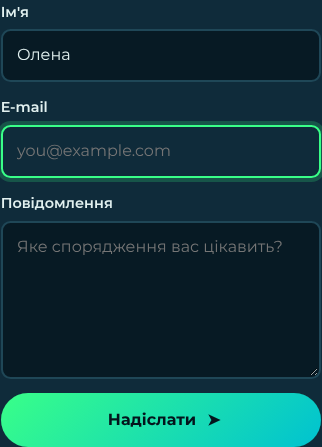 Ім'я
Олена
E-mail
you@example.com
Повідомлення
Яке спорядження вас цікавить?
Надіслати ➤